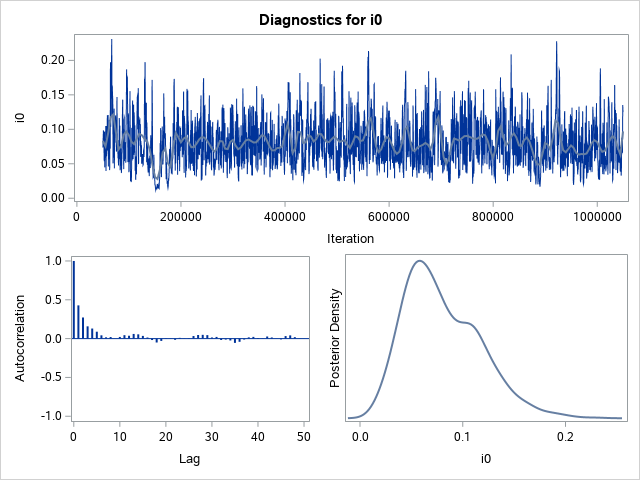 Diagnostics for i0
i0
0.20
0.15
0.10
0.05
0.00
0 200000 400000 600000 800000 1000000
Iteration
Autocorrelation
1.0
0.5
0.0
-0.5
-1.0
0 10 20 30 40 50
Lag
Posterior Density
0.0 0.1 0.2
i0